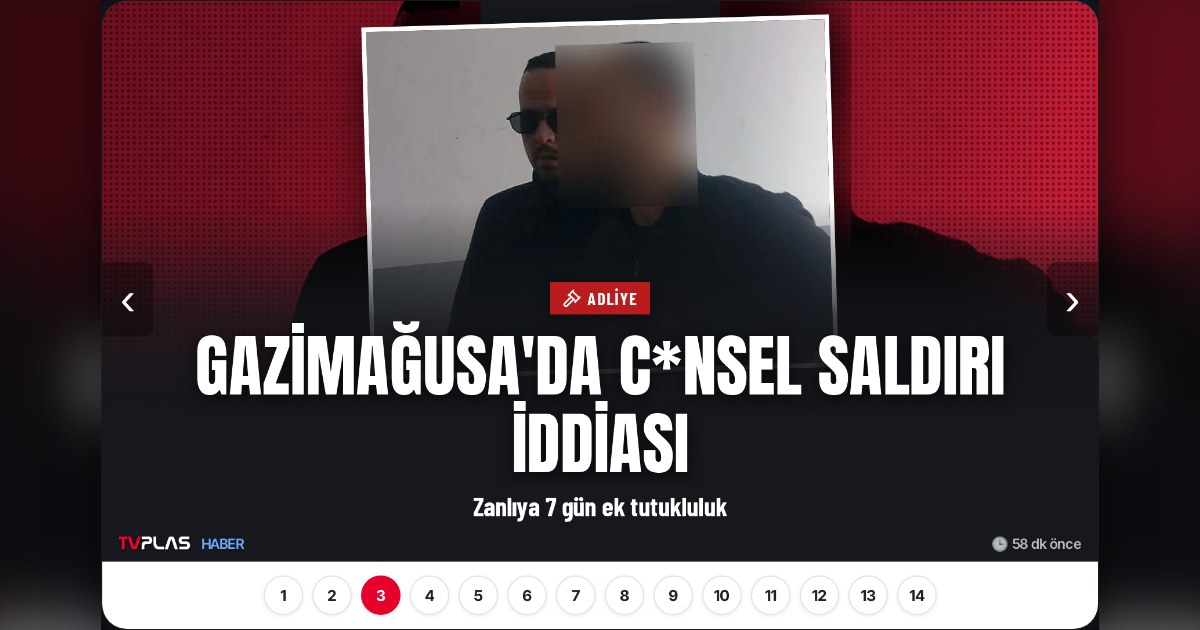 ADLİYE
GAZİMAĞUSA'DA C*NSEL SALDIRI
İDDİASI
Zanlıya 7 gün ek tutukluluk
TVPLAS HABER
58 dk önce
1 2 3 4 5 6 7 8 9 10 11 12 13 14